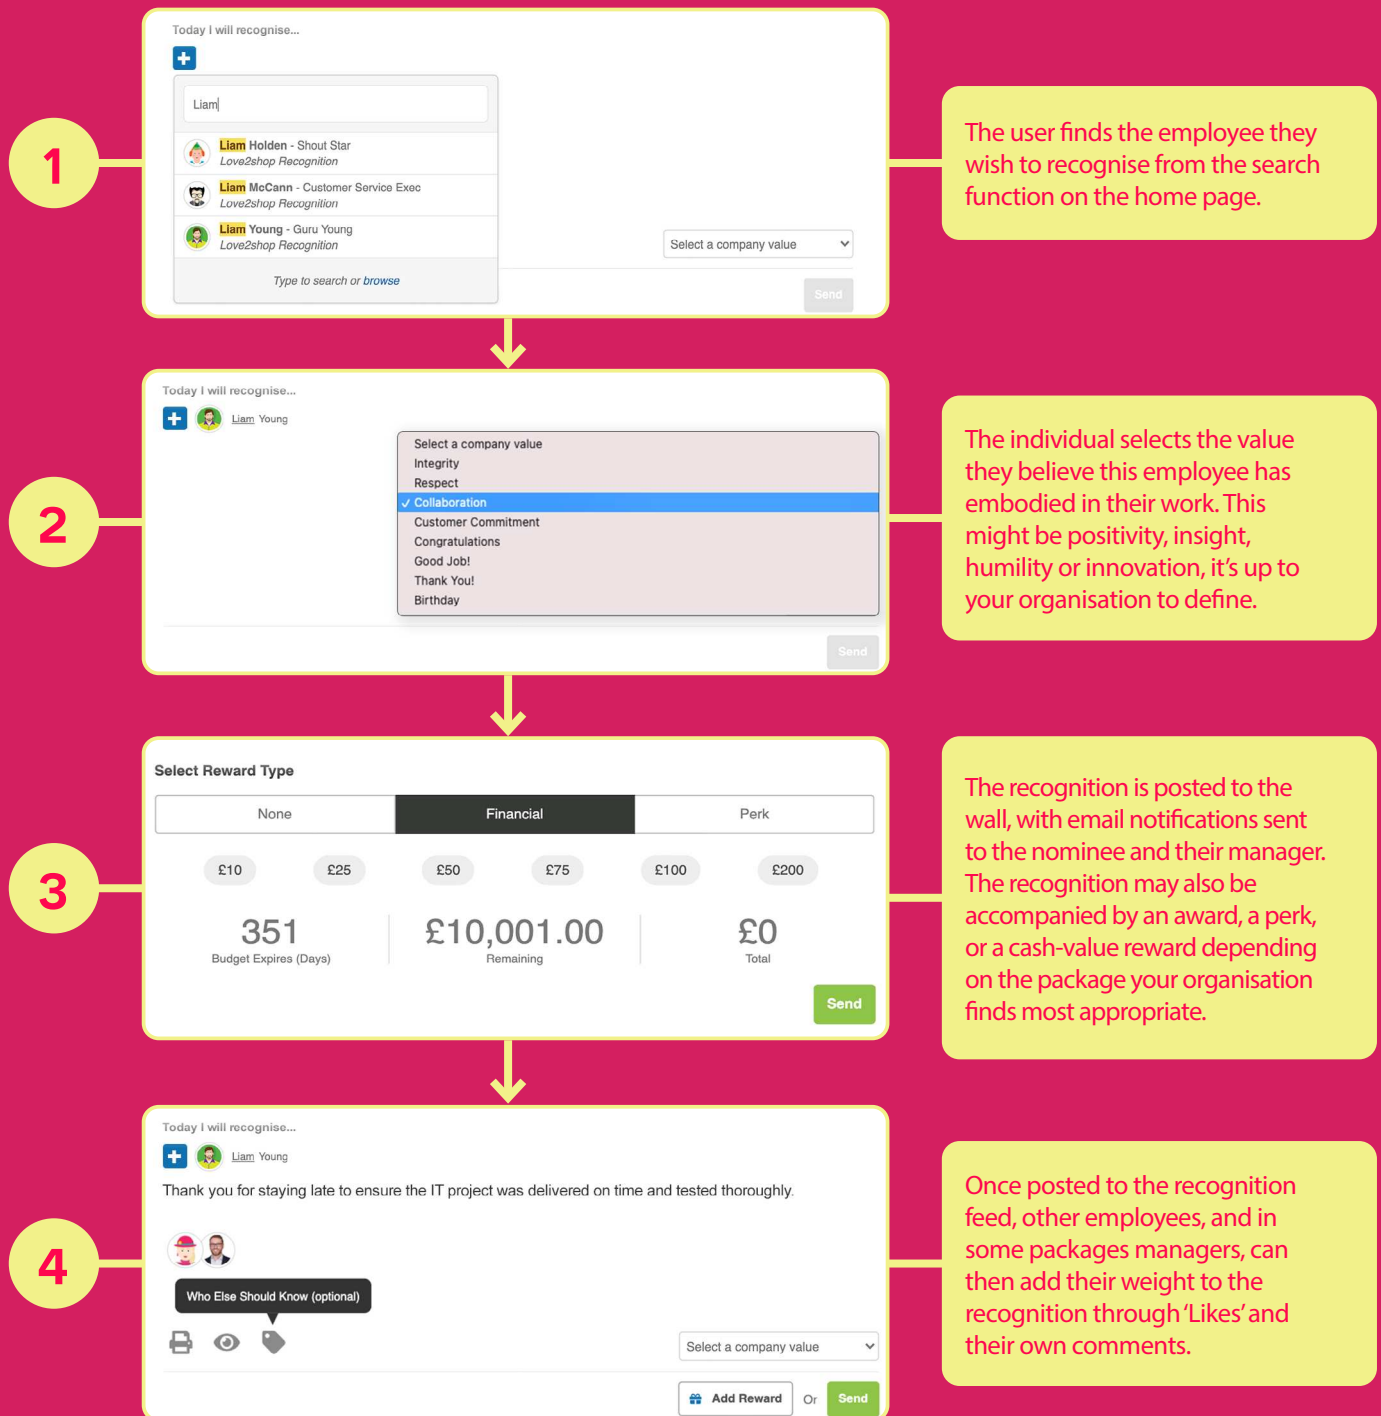 1
Today I will recognise...
Liam
Liam Holden - Shout Star
Love2shop Recognition
Liam McCann - Customer Service Exec
Love2shop Recognition
Liam Young - Guru Young
Love2shop Recognition
Type to search or browse
Select a company value
Send
The user finds the employee they
wish to recognise from the search
function on the home page.
2
Today I will recognise...
Liam Young
Select a company value
Integrity
Respect
✓ Collaboration
Customer Commitment
Congratulations
Good Job!
Thank You!
Birthday
Send
The individual selects the value
they believe this employee has
embodied in their work. This
might be positivity, insight,
humility or innovation, it's up to
your organisation to define.
3
Select Reward Type
None Financial Perk
£10 £25 £50 £75 £100 £200
351 £10,001.00 £0
Budget Expires (Days) Remaining Total
Send
The recognition is posted to the
wall, with email notifications sent
to the nominee and their manager.
The recognition may also be
accompanied by an award, a perk,
or a cash-value reward depending
on the package your organisation
finds most appropriate.
4
Today I will recognise...
Liam Young
Thank you for staying late to ensure the IT project was delivered on time and tested thoroughly.
Who Else Should Know (optional)
Select a company value
Add Reward Or Send
Once posted to the recognition
feed, other employees, and in
some packages managers, can
then add their weight to the
recognition through 'Likes' and
their own comments.